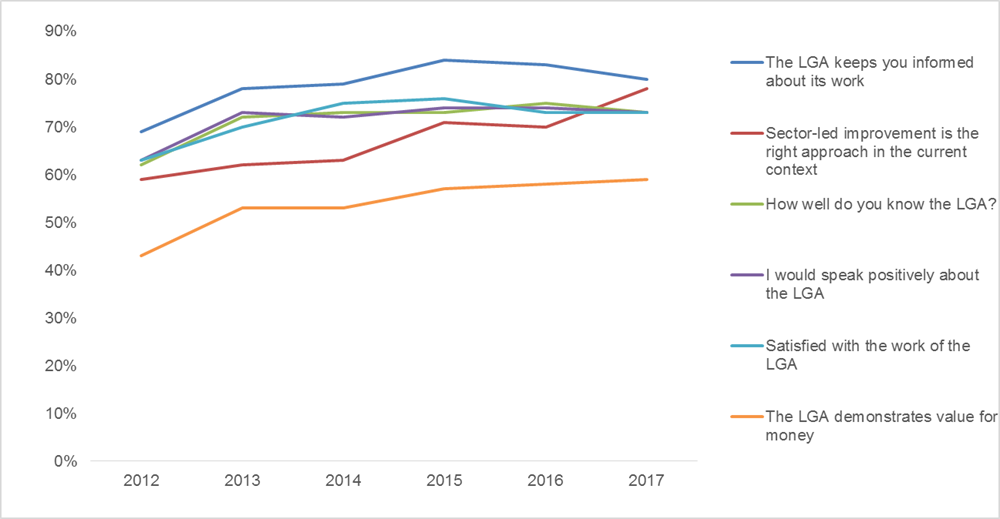 90%
80%
70%
60%
50%
40%
30%
20%
10%
0%
2012 2013 2014 2015 2016 2017
The LGA keeps you informed
about its work
Sector-led improvement is the
right approach in the current
context
How well do you know the LGA?
I would speak positively about
the LGA
Satisfied with the work of the
LGA
The LGA demonstrates value for
money